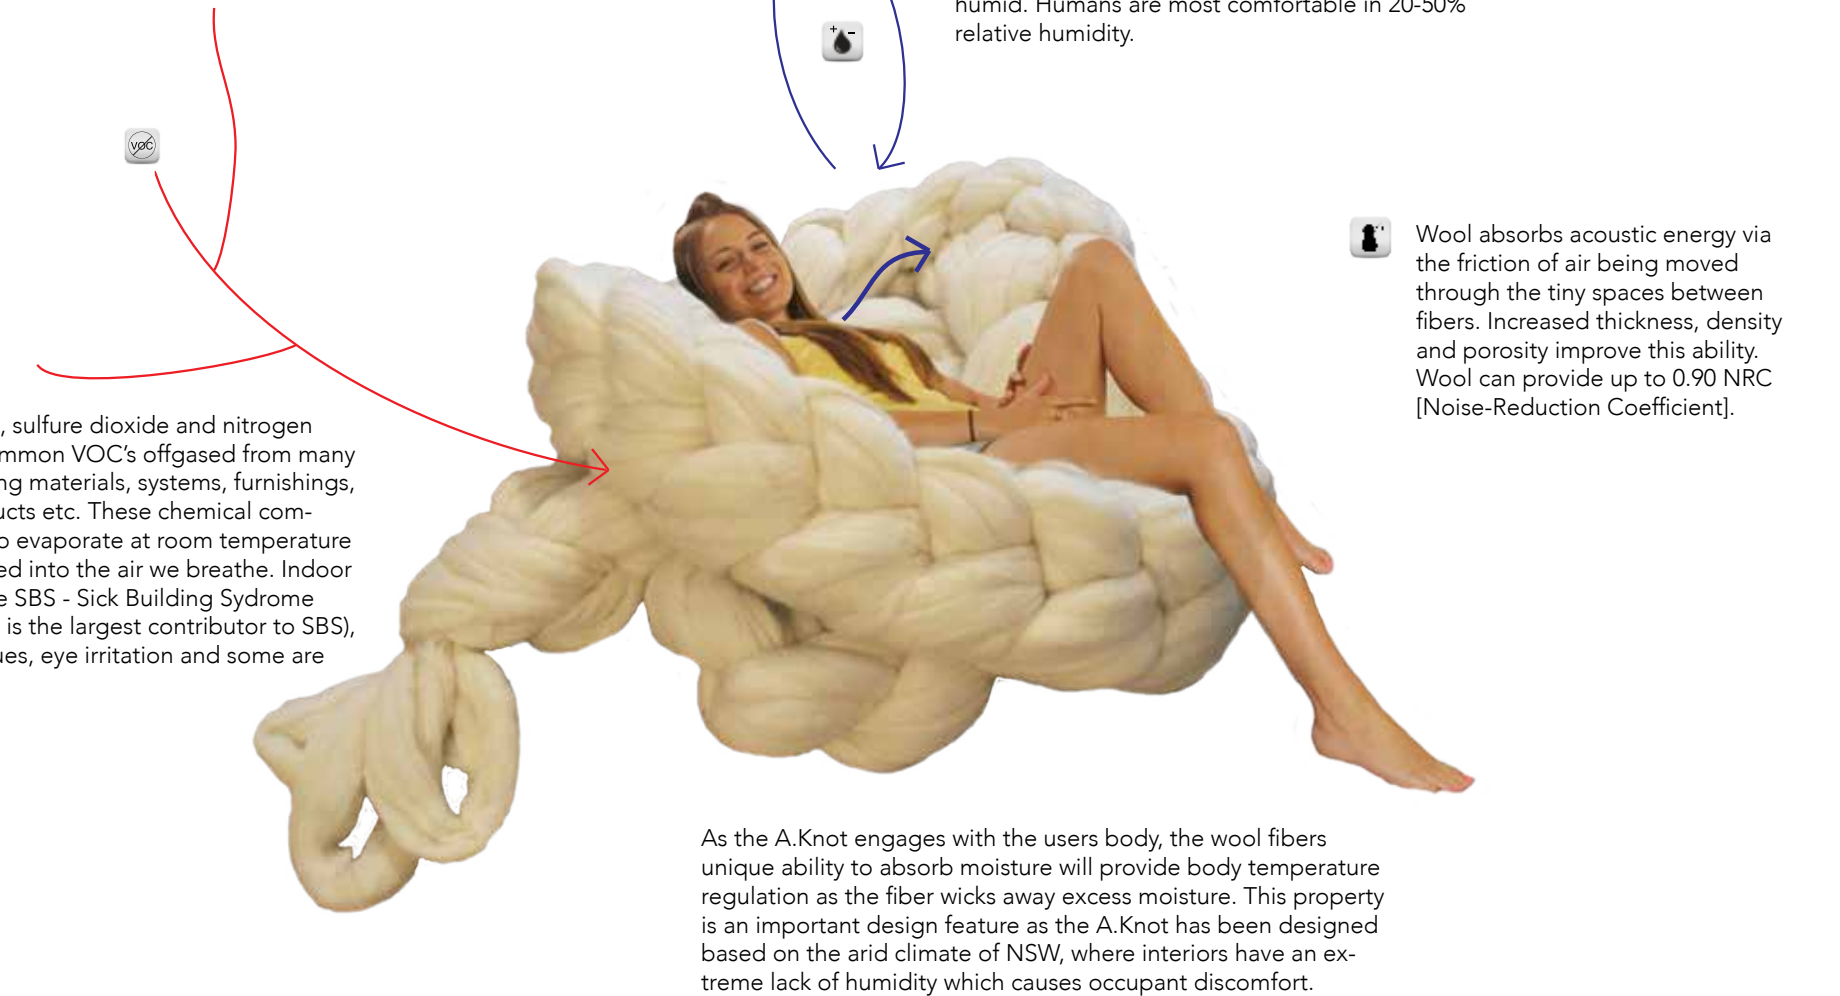 humid. Humans are most comfortable in 20-50%
relative humidity.
VOC
Wool absorbs acoustic energy via
the friction of air being moved
through the tiny spaces between
fibers. Increased thickness, density
and porosity improve this ability.
Wool can provide up to 0.90 NRC
[Noise-Reduction Coefficient].
, sulfure dioxide and nitrogen
mmon VOC's offgased from many
ng materials, systems, furnishings,
ucts etc. These chemical com-
o evaporate at room temperature
ed into the air we breathe. Indoor
e SBS - Sick Building Sydrome
is the largest contributor to SBS),
ues, eye irritation and some are
As the A.Knot engages with the users body, the wool fibers
unique ability to absorb moisture will provide body temperature
regulation as the fiber wicks away excess moisture. This property
is an important design feature as the A.Knot has been designed
based on the arid climate of NSW, where interiors have an ex-
treme lack of humidity which causes occupant discomfort.